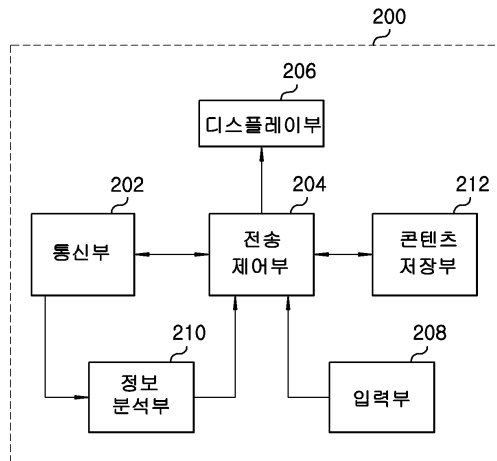 200
206
디스플레이부
202
204
212
통신부
전송
제어부
콘텐츠
저장부
210
208
정보
분석부
입력부